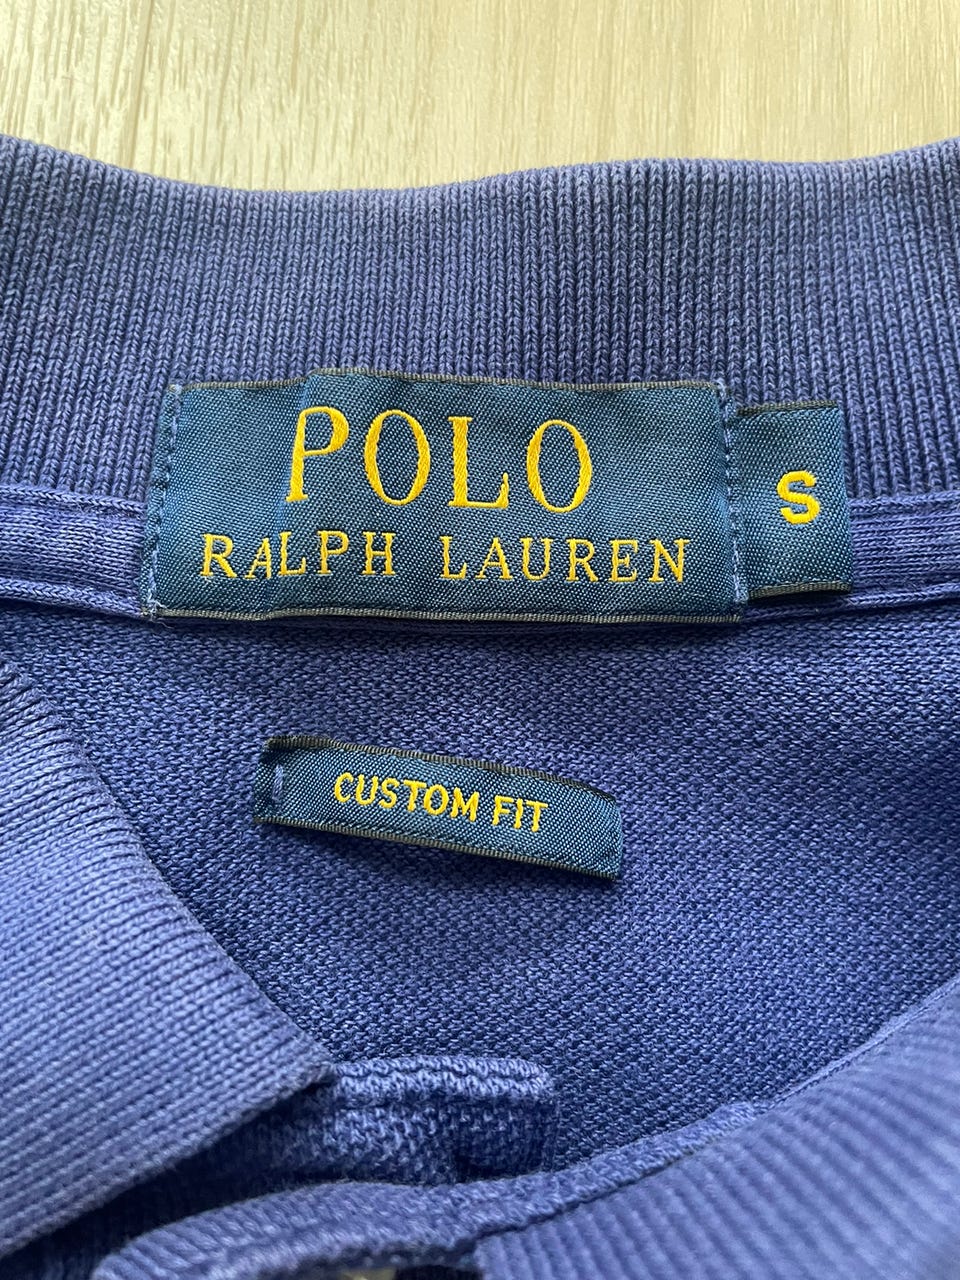 POLO
RALPH LAUREN
S
CUSTOM FIT